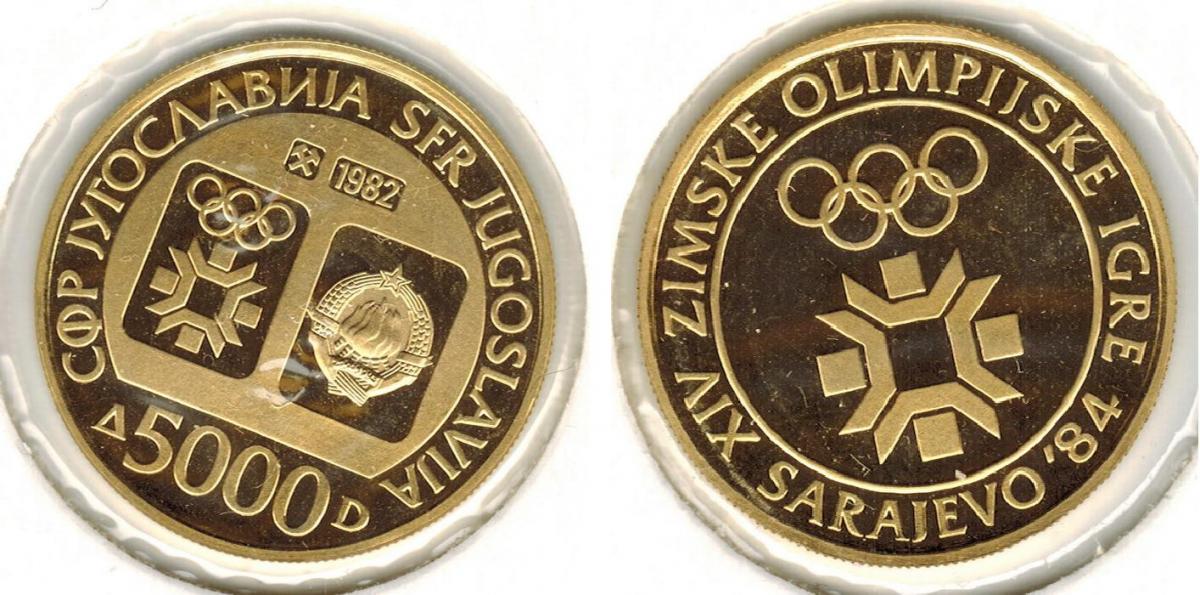 СФР ЈУГОСЛАВИЈА SFR JUGOSLAVIJA
1982
Д 5000 D
XIV ZIMSKE OLIMPIJSKE IGRE
SARAJEVO '84